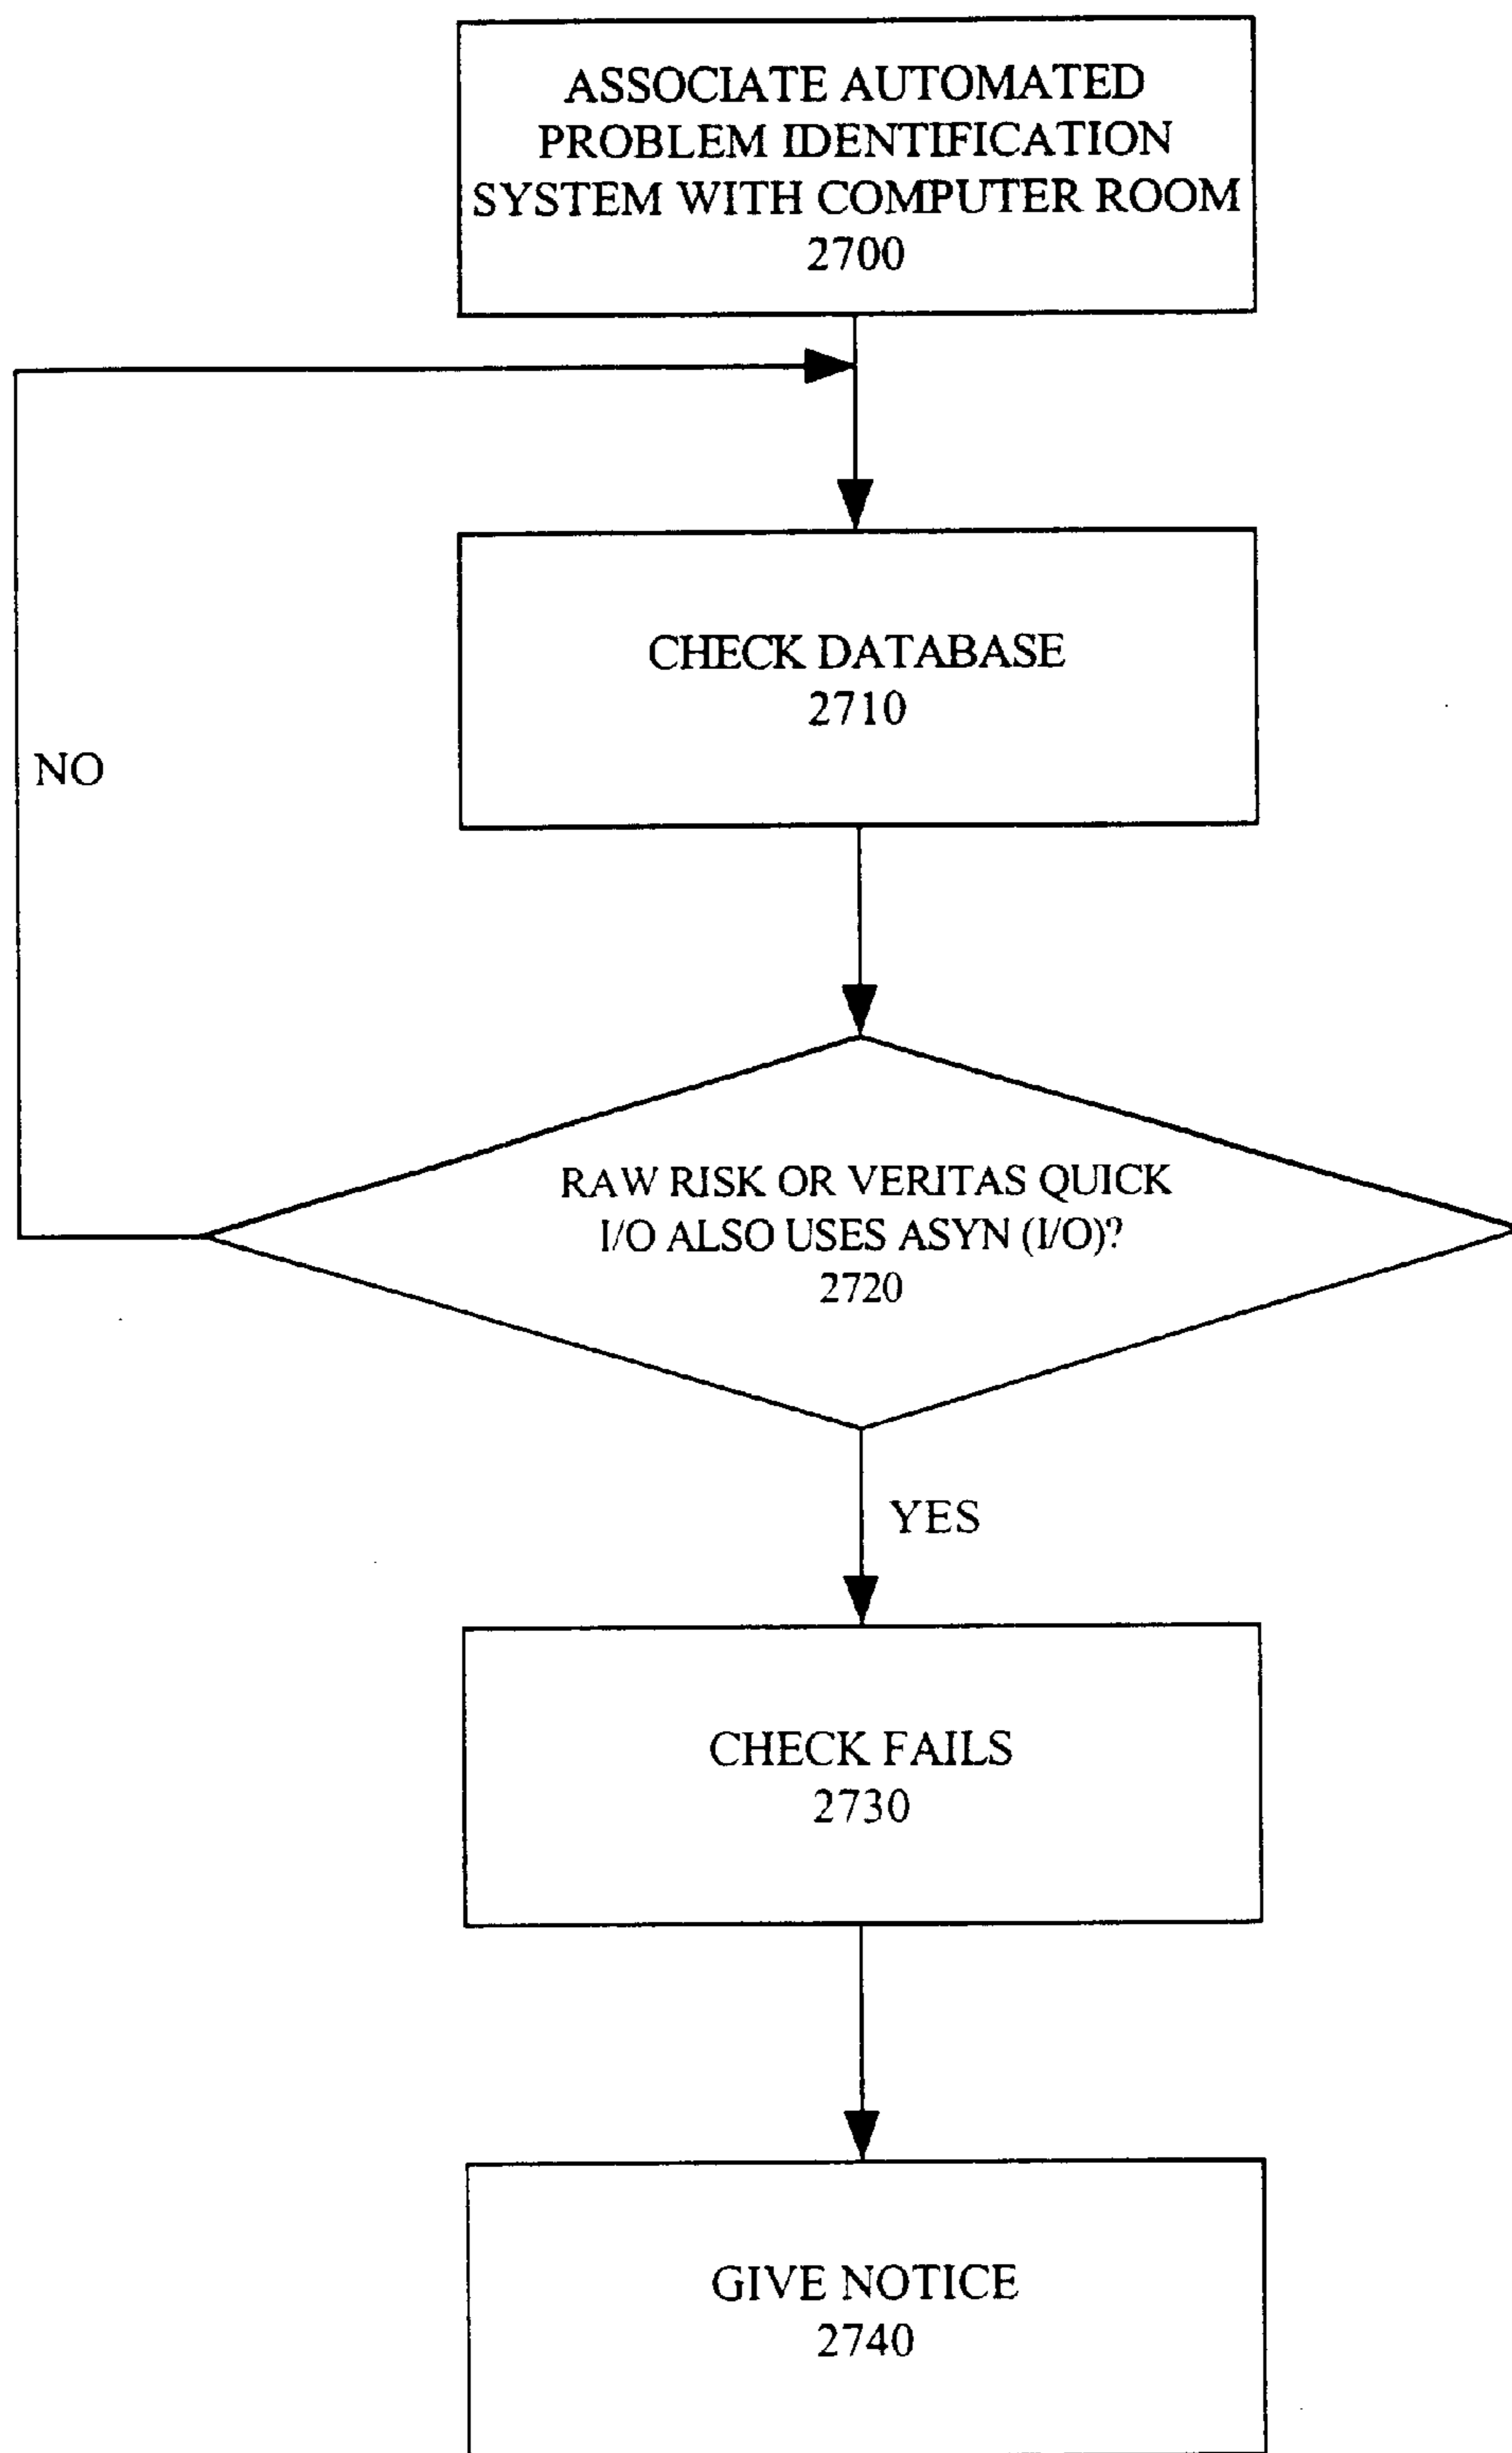 ASSOCIATE AUTOMATED
PROBLEM IDENTIFICATION
SYSTEM WITH COMPUTER ROOM
2700
CHECK DATABASE
2710
NO
RAW RISK OR VERITAS QUICK
I/O ALSO USES ASYN (I/O)?
2720
YES
CHECK FAILS
2730
GIVE NOTICE
2740